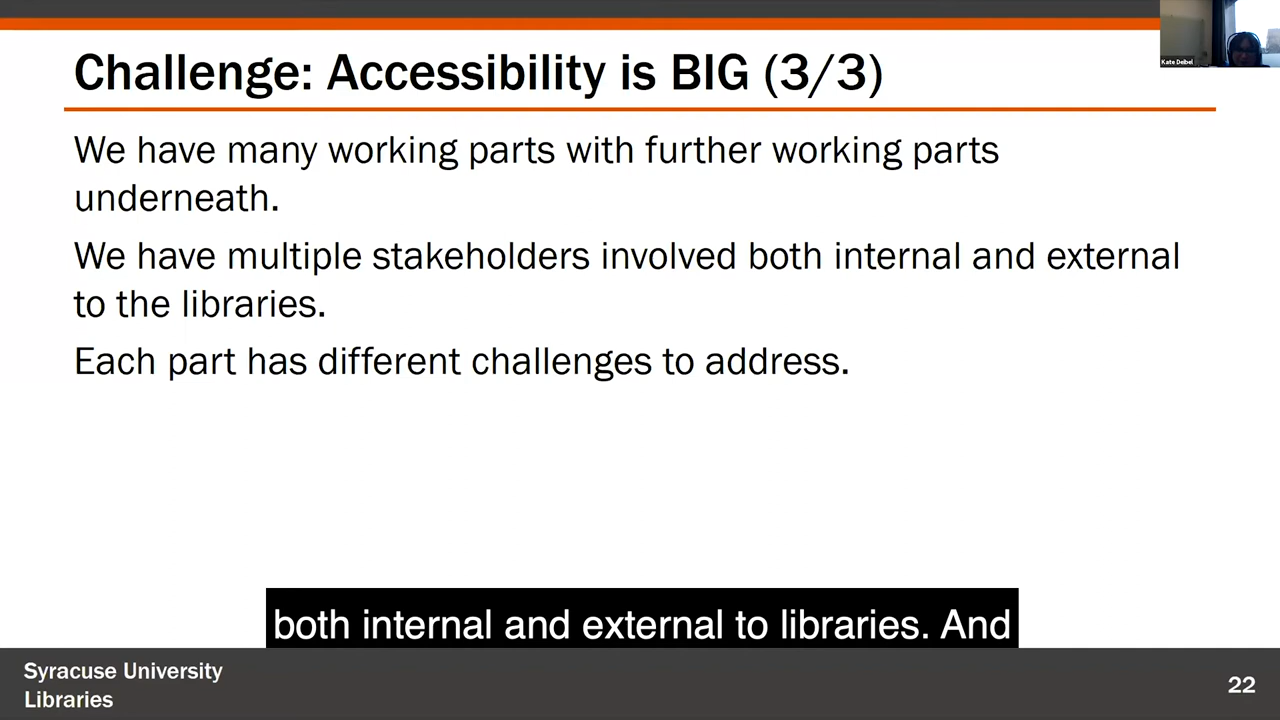 Challenge: Accessibility is BIG (3/3)
Kate Deibel
We have many working parts with further working parts
underneath.
We have multiple stakeholders involved both internal and external
to the libraries.
Each part has different challenges to address.
both internal and external to libraries. And
Syracuse University
Libraries
22